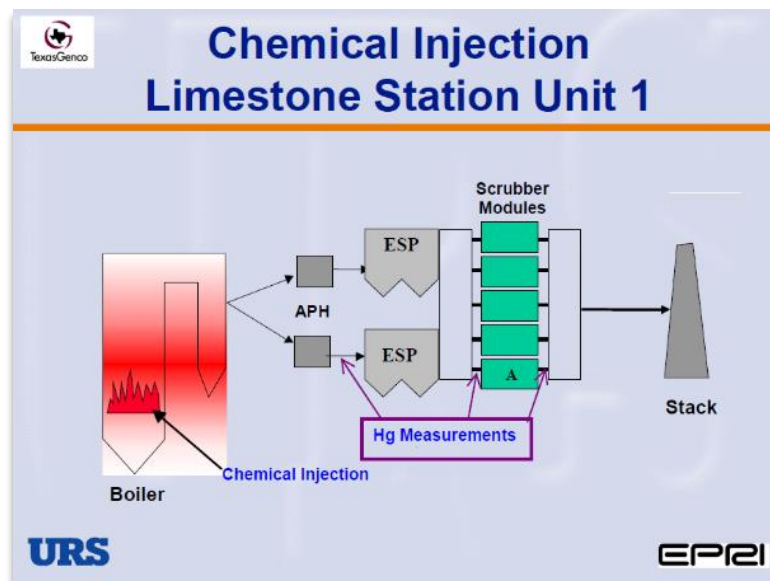 TexasGenco
Chemical Injection
Limestone Station Unit 1
Scrubber
Modules
ESP
APH
ESP
A
Hg Measurements
Stack
Chemical Injection
Boiler
URS
EPRI